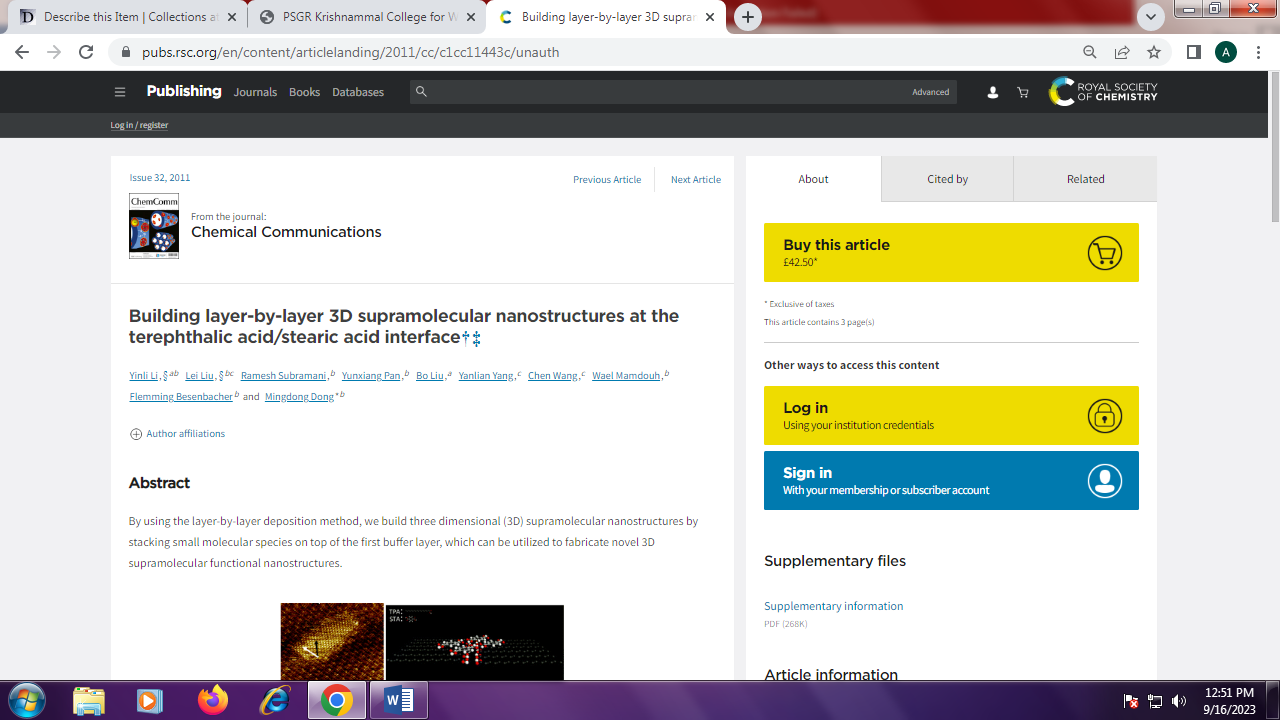 Describe this Item | Collections at
PSGR Krishnammal College for W
Building layer-by-layer 3D supram
pubs.rsc.org/en/content/articlelanding/2011/cc/c1cc11443c/unauth
A
Publishing
Journals
Books
Databases
Advanced
ROYAL SOCIETY
OF CHEMISTRY
Log in / register
Issue 32, 2011
Previous Article
Next Article
ChemComm
From the journal:
Chemical Communications
Building layer-by-layer 3D supramolecular nanostructures at the
terephthalic acid/stearic acid interface†‡
Yinli Li,§ab Lei Liu,§bc Ramesh Subramani,b Yunxiang Pan,b Bo Liu,a Yanlian Yang,c Chen Wang,c Wael Mamdouh,b
Flemming Besenbacher b and Mingdong Dong*b
Author affiliations
Abstract
By using the layer-by-layer deposition method, we build three dimensional (3D) supramolecular nanostructures by
stacking small molecular species on top of the first buffer layer, which can be utilized to fabricate novel 3D
supramolecular functional nanostructures.
TPA:
STA:
About
Cited by
Related
Buy this article
£42.50*
* Exclusive of taxes
This article contains 3 page(s)
Other ways to access this content
Log in
Using your institution credentials
Sign in
With your membership or subscriber account
Supplementary files
Supplementary information
PDF (268K)
Article information
12:51 PM
9/16/2023